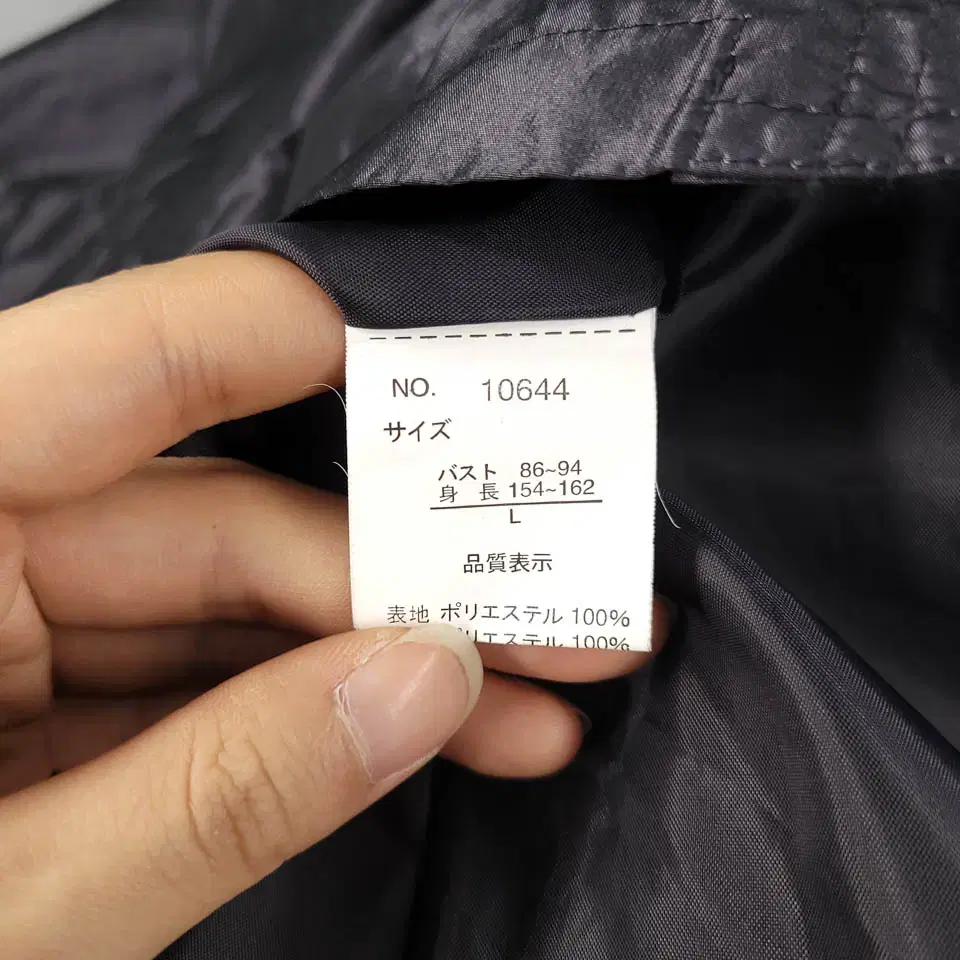 NO. 10644
サイズ
バスト 86~94
身 長 154~162
L
品質表示
表地 ポリエステル 100%
ポリエステル 100%